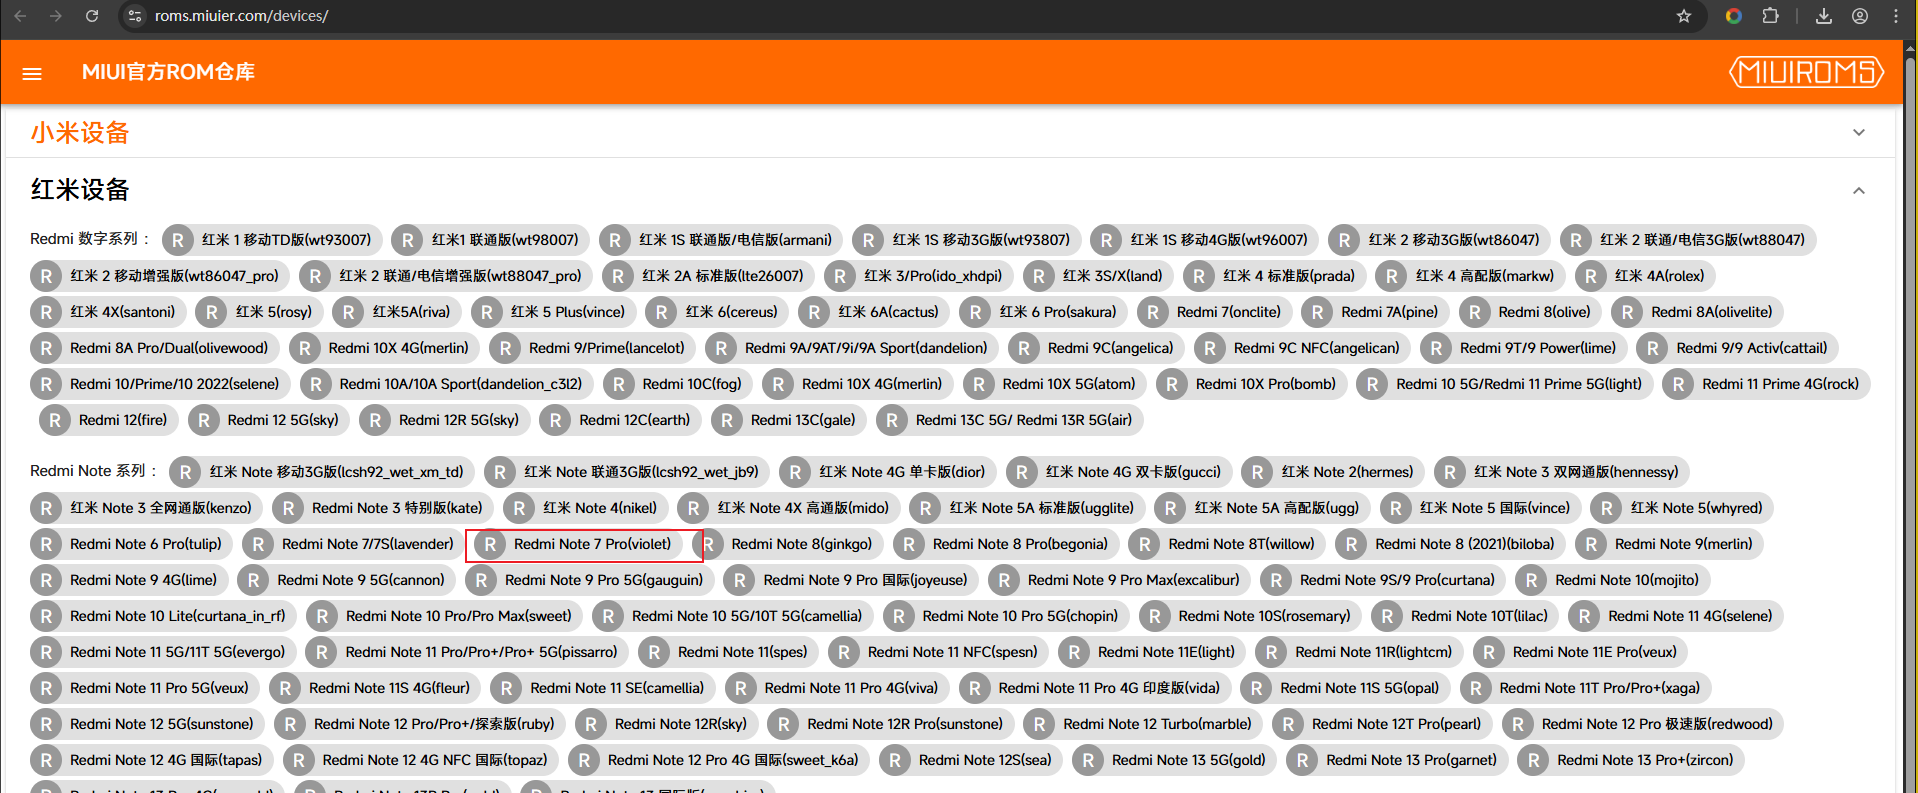 roms.miuier.com/devices/
MIUI官方ROM仓库
MIUIROMS
小米设备
红米设备
Redmi 数字系列： R 红米 1 移动TD版(wt93007) R 红米1 联通版(wt98007) R 红米 1S 联通版/电信版(armani) R 红米 1S 移动3G版(wt93807) R 红米 1S 移动4G版(wt96007) R 红米 2 移动3G版(wt86047) R 红米 2 联通/电信3G版(wt88047)
R 红米 2 移动增强版(wt86047_pro) R 红米 2 联通/电信增强版(wt88047_pro) R 红米 2A 标准版(lte26007) R 红米 3/Pro(ido_xhdpi) R 红米 3S/X(land) R 红米 4 标准版(prada) R 红米 4 高配版(markw) R 红米 4A(rolex)
R 红米 4X(santoni) R 红米 5(rosy) R 红米5A(riva) R 红米 5 Plus(vince) R 红米 6(cereus) R 红米 6A(cactus) R 红米 6 Pro(sakura) R Redmi 7(onclite) R Redmi 7A(pine) R Redmi 8(olive) R Redmi 8A(olivelite)
R Redmi 8A Pro/Dual(olivewood) R Redmi 10X 4G(merlin) R Redmi 9/Prime(lancelot) R Redmi 9A/9AT/9i/9A Sport(dandelion) R Redmi 9C(angelica) R Redmi 9C NFC(angelican) R Redmi 9T/9 Power(lime) R Redmi 9/9 Activ(cattail)
R Redmi 10/Prime/10 2022(selene) R Redmi 10A/10A Sport(dandelion_c3l2) R Redmi 10C(fog) R Redmi 10X 4G(merlin) R Redmi 10X 5G(atom) R Redmi 10X Pro(bomb) R Redmi 10 5G/Redmi 11 Prime 5G(light) R Redmi 11 Prime 4G(rock)
R Redmi 12(fire) R Redmi 12 5G(sky) R Redmi 12R 5G(sky) R Redmi 12C(earth) R Redmi 13C(gale) R Redmi 13C 5G/ Redmi 13R 5G(air)
Redmi Note 系列： R 红米 Note 移动3G版(lcsh92_wet_xm_td) R 红米 Note 联通3G版(lcsh92_wet_jb9) R 红米 Note 4G 单卡版(dior) R 红米 Note 4G 双卡版(gucci) R 红米 Note 2(hermes) R 红米 Note 3 双网通版(hennessy)
R 红米 Note 3 全网通版(kenzo) R Redmi Note 3 特别版(kate) R 红米 Note 4(nikel) R 红米 Note 4X 高通版(mido) R 红米 Note 5A 标准版(ugglite) R 红米 Note 5A 高配版(ugg) R 红米 Note 5 国际(vince) R 红米 Note 5(whyred)
R Redmi Note 6 Pro(tulip) R Redmi Note 7/7S(lavender) R Redmi Note 7 Pro(violet) R Redmi Note 8(ginkgo) R Redmi Note 8 Pro(begonia) R Redmi Note 8T(willow) R Redmi Note 8 (2021)(biloba) R Redmi Note 9(merlin)
R Redmi Note 9 4G(lime) R Redmi Note 9 5G(cannon) R Redmi Note 9 Pro 5G(gauguin) R Redmi Note 9 Pro 国际(joyeuse) R Redmi Note 9 Pro Max(excalibur) R Redmi Note 9S/9 Pro(curtana) R Redmi Note 10(mojito)
R Redmi Note 10 Lite(curtana_in_rf) R Redmi Note 10 Pro/Pro Max(sweet) R Redmi Note 10 5G/10T 5G(camellia) R Redmi Note 10 Pro 5G(chopin) R Redmi Note 10S(rosemary) R Redmi Note 10T(lilac) R Redmi Note 11 4G(selene)
R Redmi Note 11 5G/11T 5G(evergo) R Redmi Note 11 Pro/Pro+/Pro+ 5G(pissarro) R Redmi Note 11(spes) R Redmi Note 11 NFC(spesn) R Redmi Note 11E(light) R Redmi Note 11R(lightcm) R Redmi Note 11E Pro(veux)
R Redmi Note 11 Pro 5G(veux) R Redmi Note 11S 4G(fleur) R Redmi Note 11 SE(camellia) R Redmi Note 11 Pro 4G(viva) R Redmi Note 11 Pro 4G 印度版(vida) R Redmi Note 11S 5G(opal) R Redmi Note 11T Pro/Pro+(xaga)
R Redmi Note 12 5G(sunstone) R Redmi Note 12 Pro/Pro+/探索版(ruby) R Redmi Note 12R(sky) R Redmi Note 12R Pro(sunstone) R Redmi Note 12 Turbo(marble) R Redmi Note 12T Pro(pearl) R Redmi Note 12 Pro 极速版(redwood)
R Redmi Note 12 4G 国际(tapas) R Redmi Note 12 4G NFC 国际(topaz) R Redmi Note 12 Pro 4G 国际(sweet_k6a) R Redmi Note 12S(sea) R Redmi Note 13 5G(gold) R Redmi Note 13 Pro(garnet) R Redmi Note 13 Pro+(zircon)